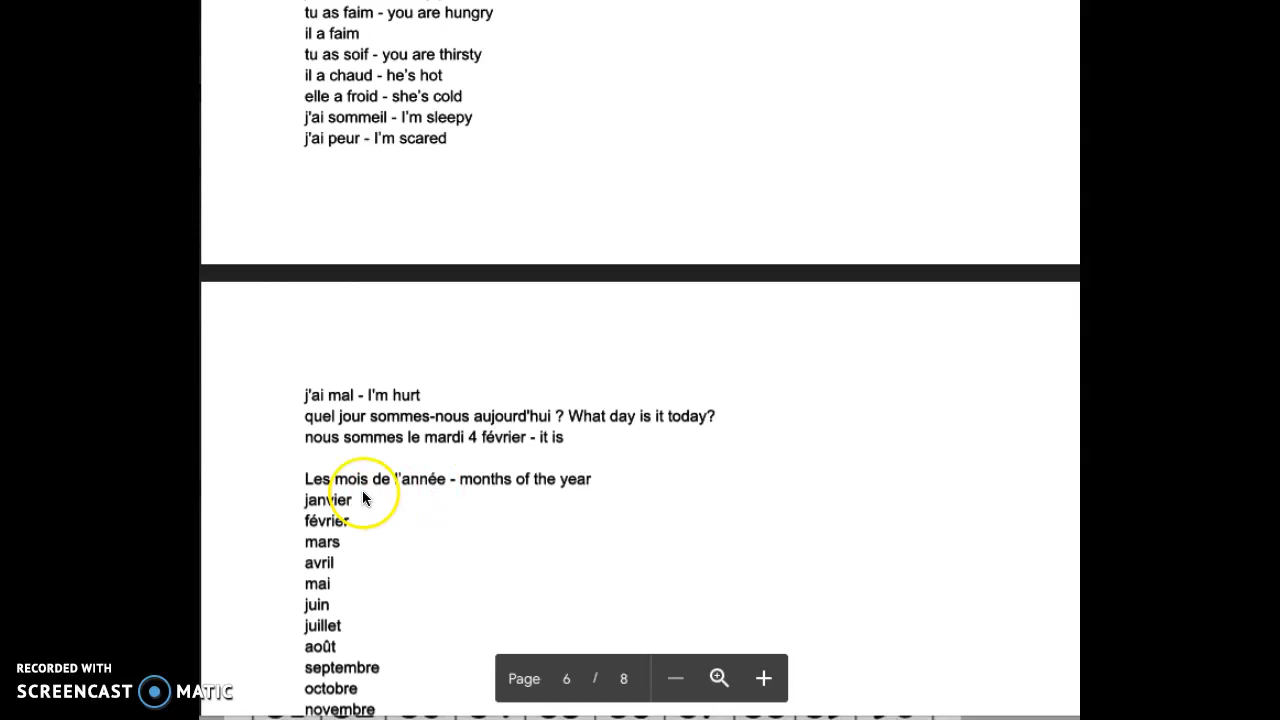 tu as faim - you are hungry
il a faim
tu as soif - you are thirsty
il a chaud - he's hot
elle a froid - she's cold
j'ai sommeil - I'm sleepy
j'ai peur - I'm scared
j'ai mal - I'm hurt
quel jour sommes-nous aujourd'hui ? What day is it today?
nous sommes le mardi 4 février - it is
Les mois de l'année - months of the year
janvier
février
mars
avril
mai
juin
juillet
août
septembre
octobre
novembre
Page 6 / 8
RECORDED WITH
SCREENCAST MATIC